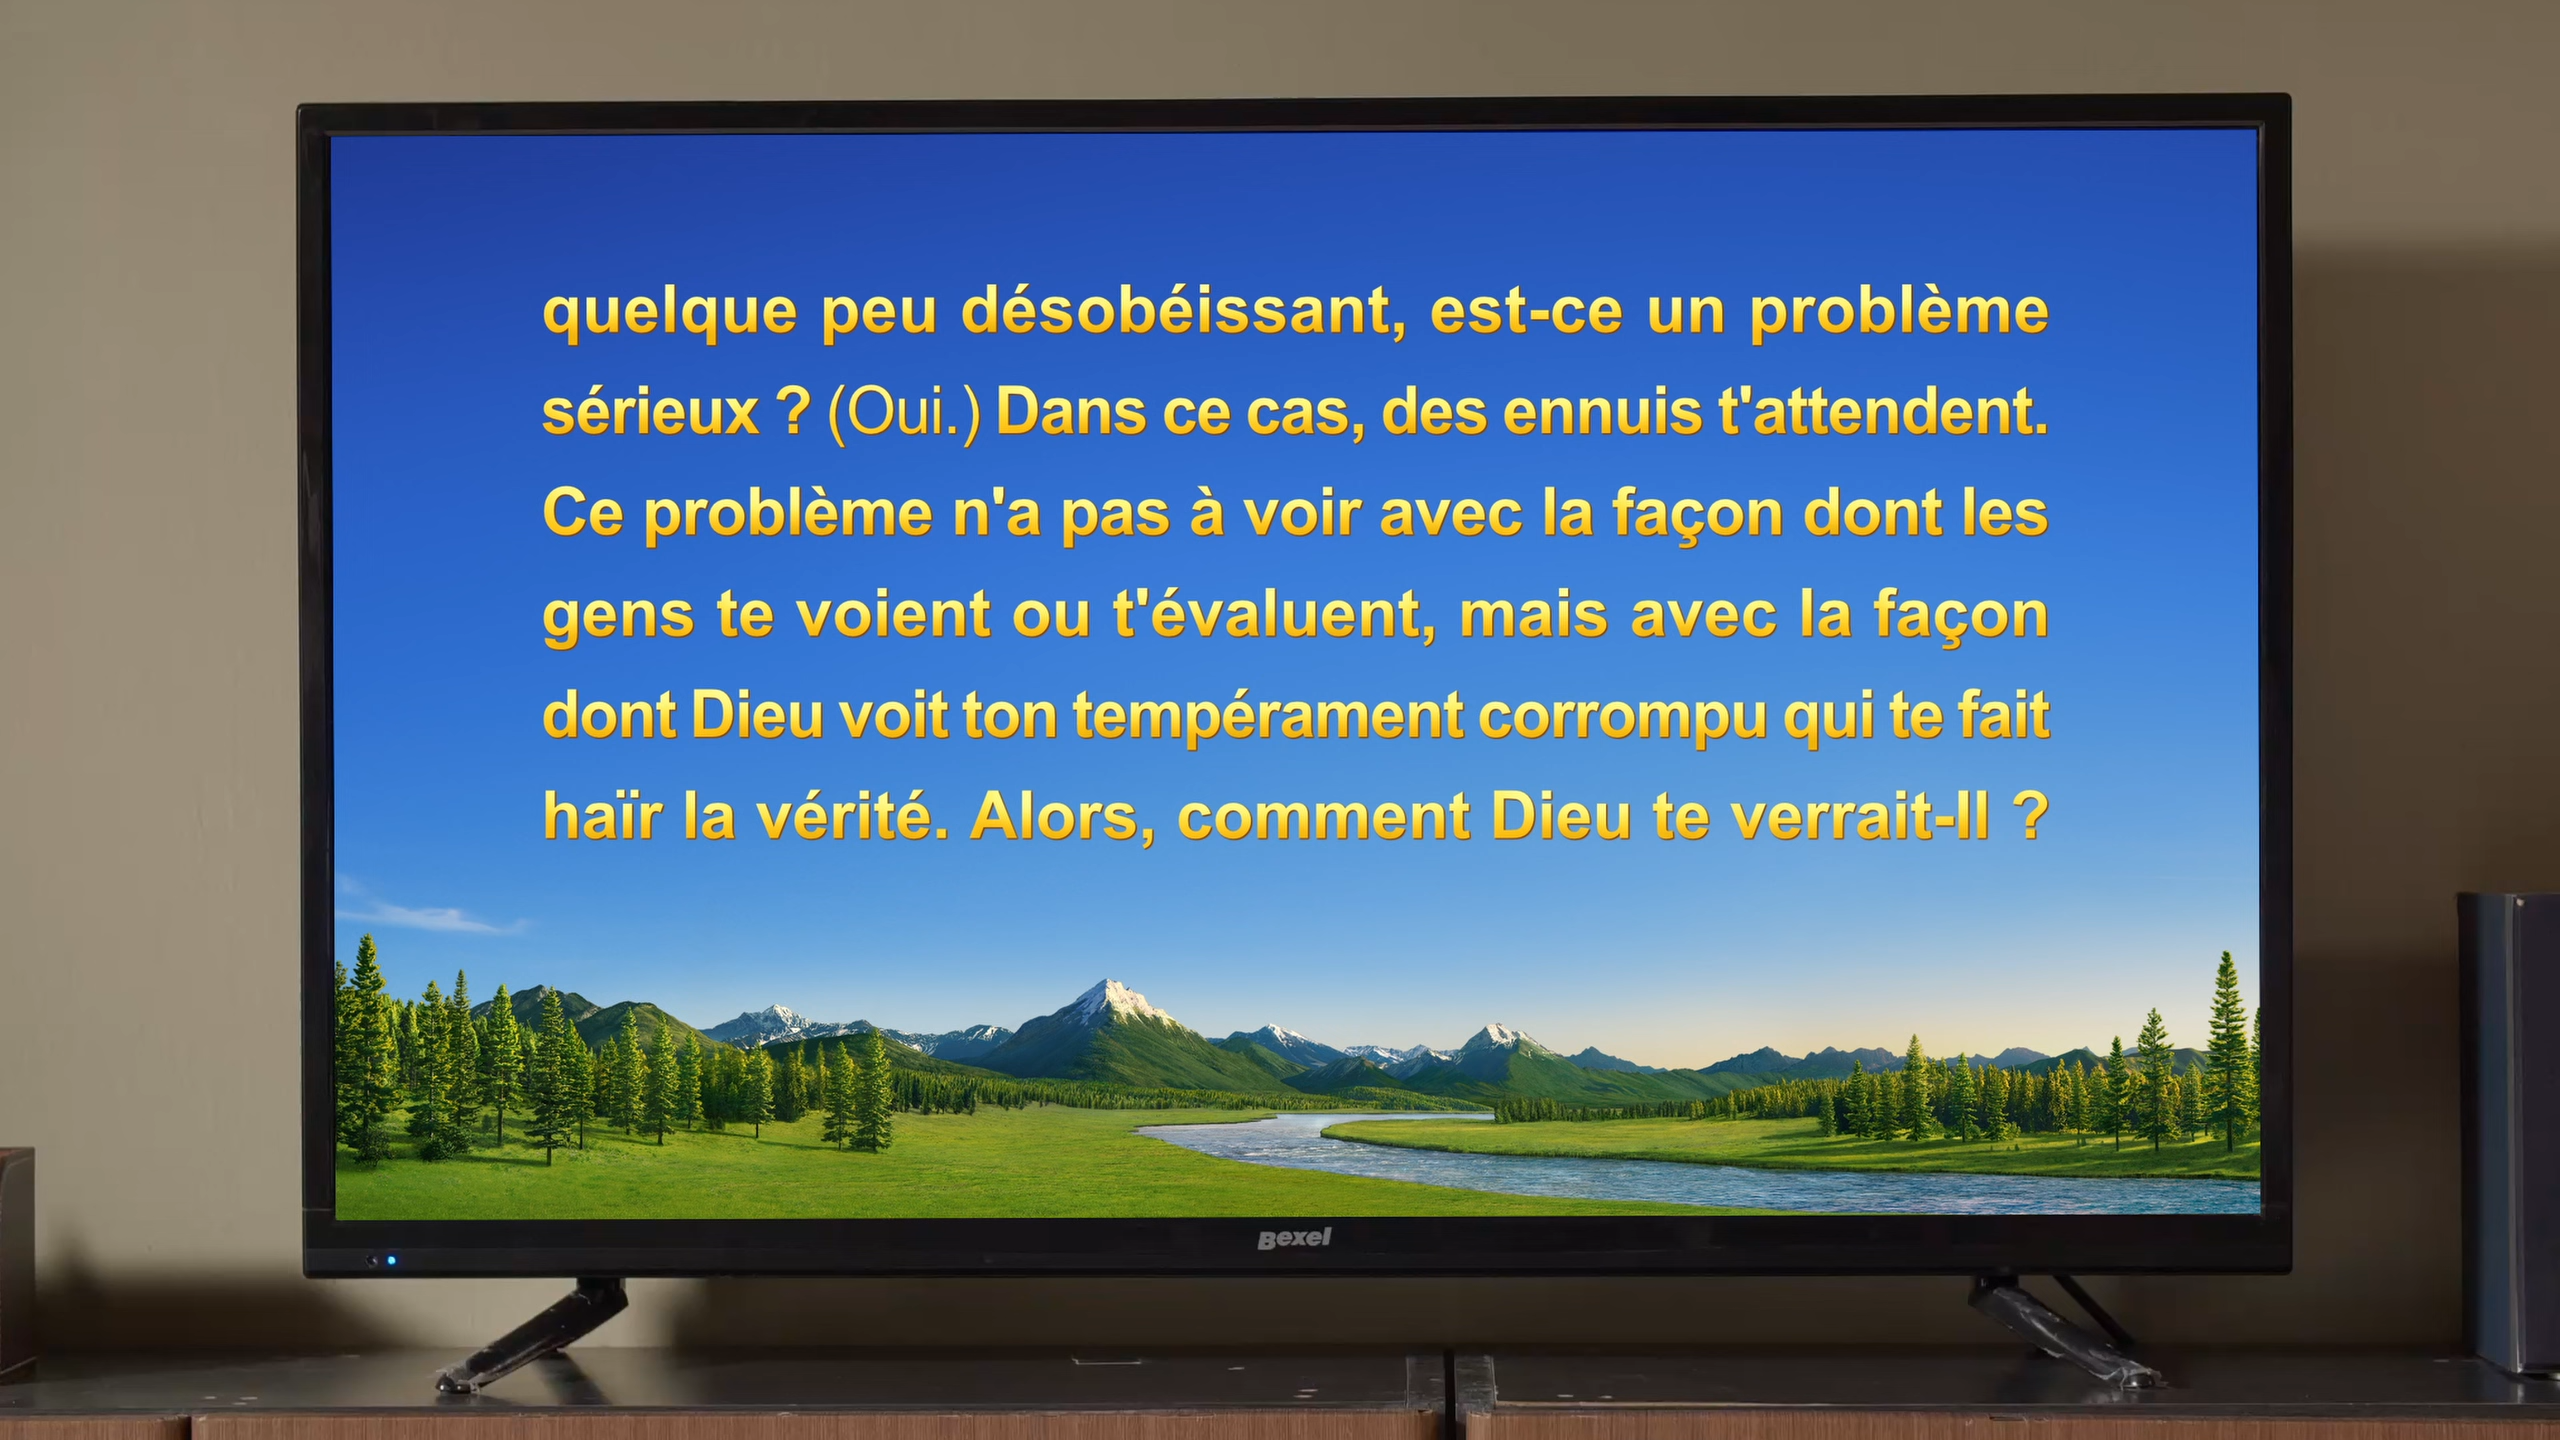 quelque peu désobéissant, est-ce un problème
sérieux ? (Oui.) Dans ce cas, des ennuis t'attendent.
Ce problème n'a pas à voir avec la façon dont les
gens te voient ou t'évaluent, mais avec la façon
dont Dieu voit ton tempérament corrompu qui te fait
haïr la vérité. Alors, comment Dieu te verrait-Il ?
Bexel